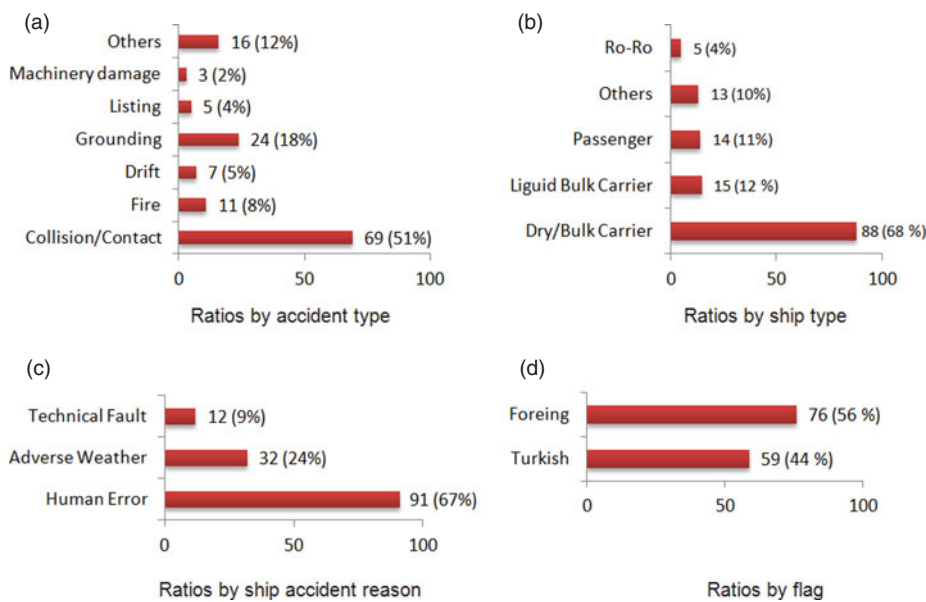 (a)
Others 16 (12%)
Machinery damage 3 (2%)
Listing 5 (4%)
Grounding 24 (18%)
Drift 7 (5%)
Fire 11 (8%)
Collision/Contact 69 (51%)
0 50 100
Ratios by accident type
(b)
Ro-Ro 5 (4%)
Others 13 (10%)
Passenger 14 (11%)
Liguid Bulk Carrier 15 (12 %)
Dry/Bulk Carrier 88 (68 %)
0 50 100
Ratios by ship type
(c)
Technical Fault 12 (9%)
Adverse Weather 32 (24%)
Human Error 91 (67%)
0 50 100
Ratios by ship accident reason
(d)
Foreing 76 (56 %)
Turkish 59 (44 %)
0 50 100
Ratios by flag